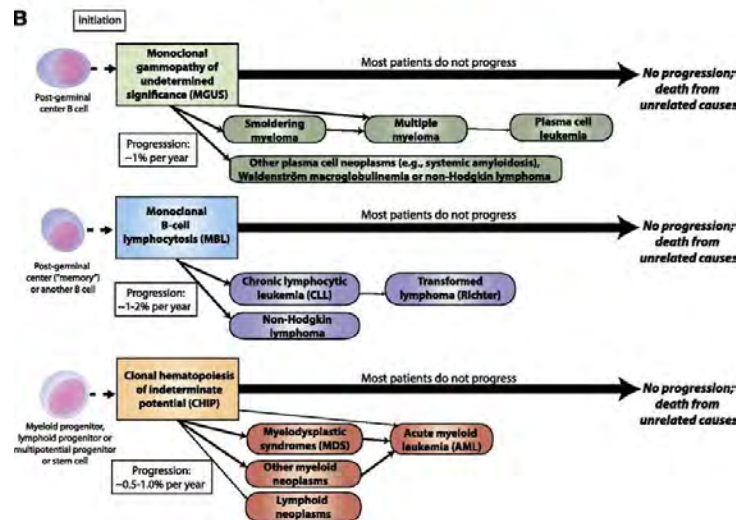 B
Initiation
Post-germinal
center B cell
Monoclonal
gammopathy of
undetermined
significance (MGUS)
Most patients do not progress
No progression;
death from
unrelated causes
Progresssion:
~1% per year
Smoldering
myeloma
Multiple
myeloma
Plasma cell
leukemia
Other plasma cell neoplasms (e.g., systemic amyloidosis),
Waldenström macroglobulinemia or non-Hodgkin lymphoma
Post-germinal
center ("memory")
or another B cell
Monoclonal
B-cell
lymphocytosis (MBL)
Most patients do not progress
No progression;
death from
unrelated causes
Progression:
~1-2% per year
Chronic lymphocytic
leukemia (CLL)
Transformed
lymphoma (Richter)
Non-Hodgkin
lymphoma
Myeloid progenitor,
lymphoid progenitor or
multipotential progenitor
or stem cell
Clonal hematopoiesis
of indeterminate
potential (CHIP)
Most patients do not progress
No progression;
death from
unrelated causes
Progression:
~0.5-1.0% per year
Myelodysplastic
syndromes (MDS)
Acute myeloid
leukemia (AML)
Other myeloid
neoplasms
Lymphoid
neoplasms